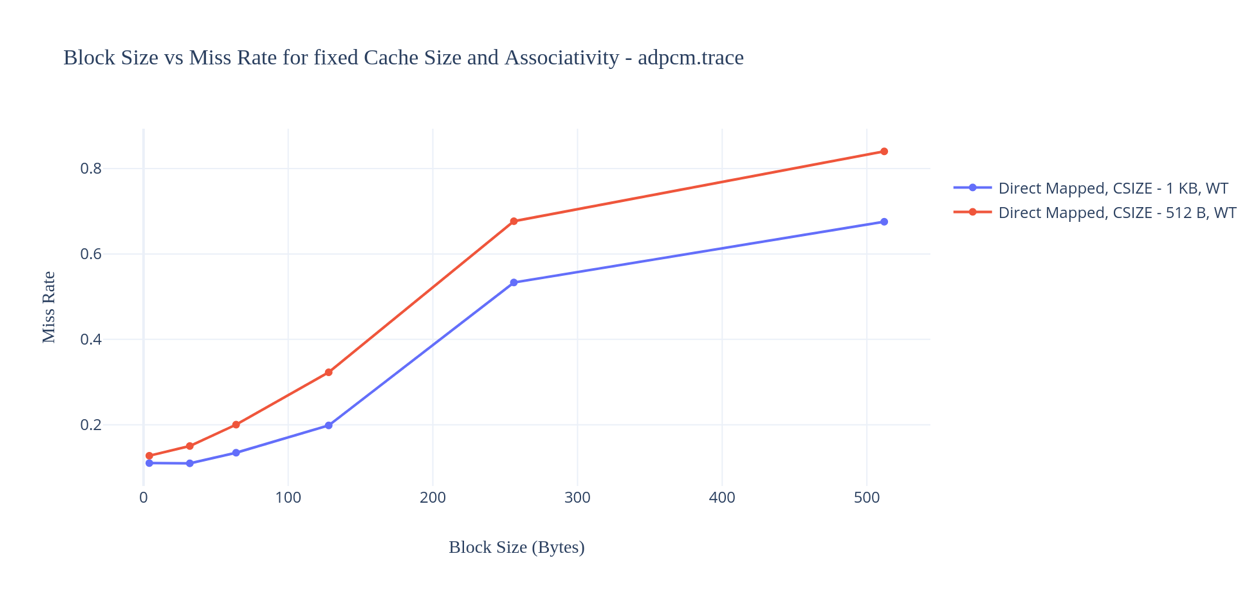 Block Size vs Miss Rate for fixed Cache Size and Associativity - adpcm.trace
0.8
0.6
0.4
0.2
Miss Rate
0 100 200 300 400 500
Block Size (Bytes)
Direct Mapped, CSIZE - 1 KB, WT
Direct Mapped, CSIZE - 512 B, WT